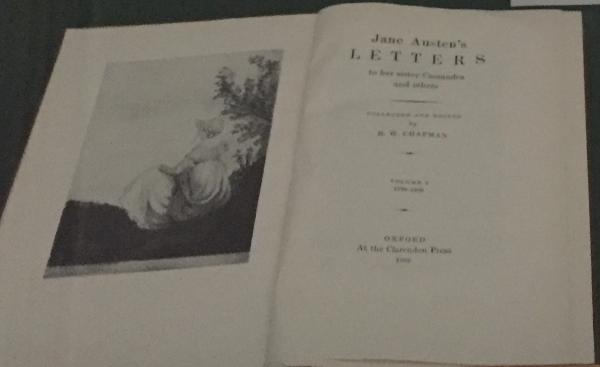 Jane Austen's
LETTERS
to her sister Cassandra
and others
COLLECTED AND EDITED
by
R. W. CHAPMAN
VOLUME I
OXFORD
At the Clarendon Press